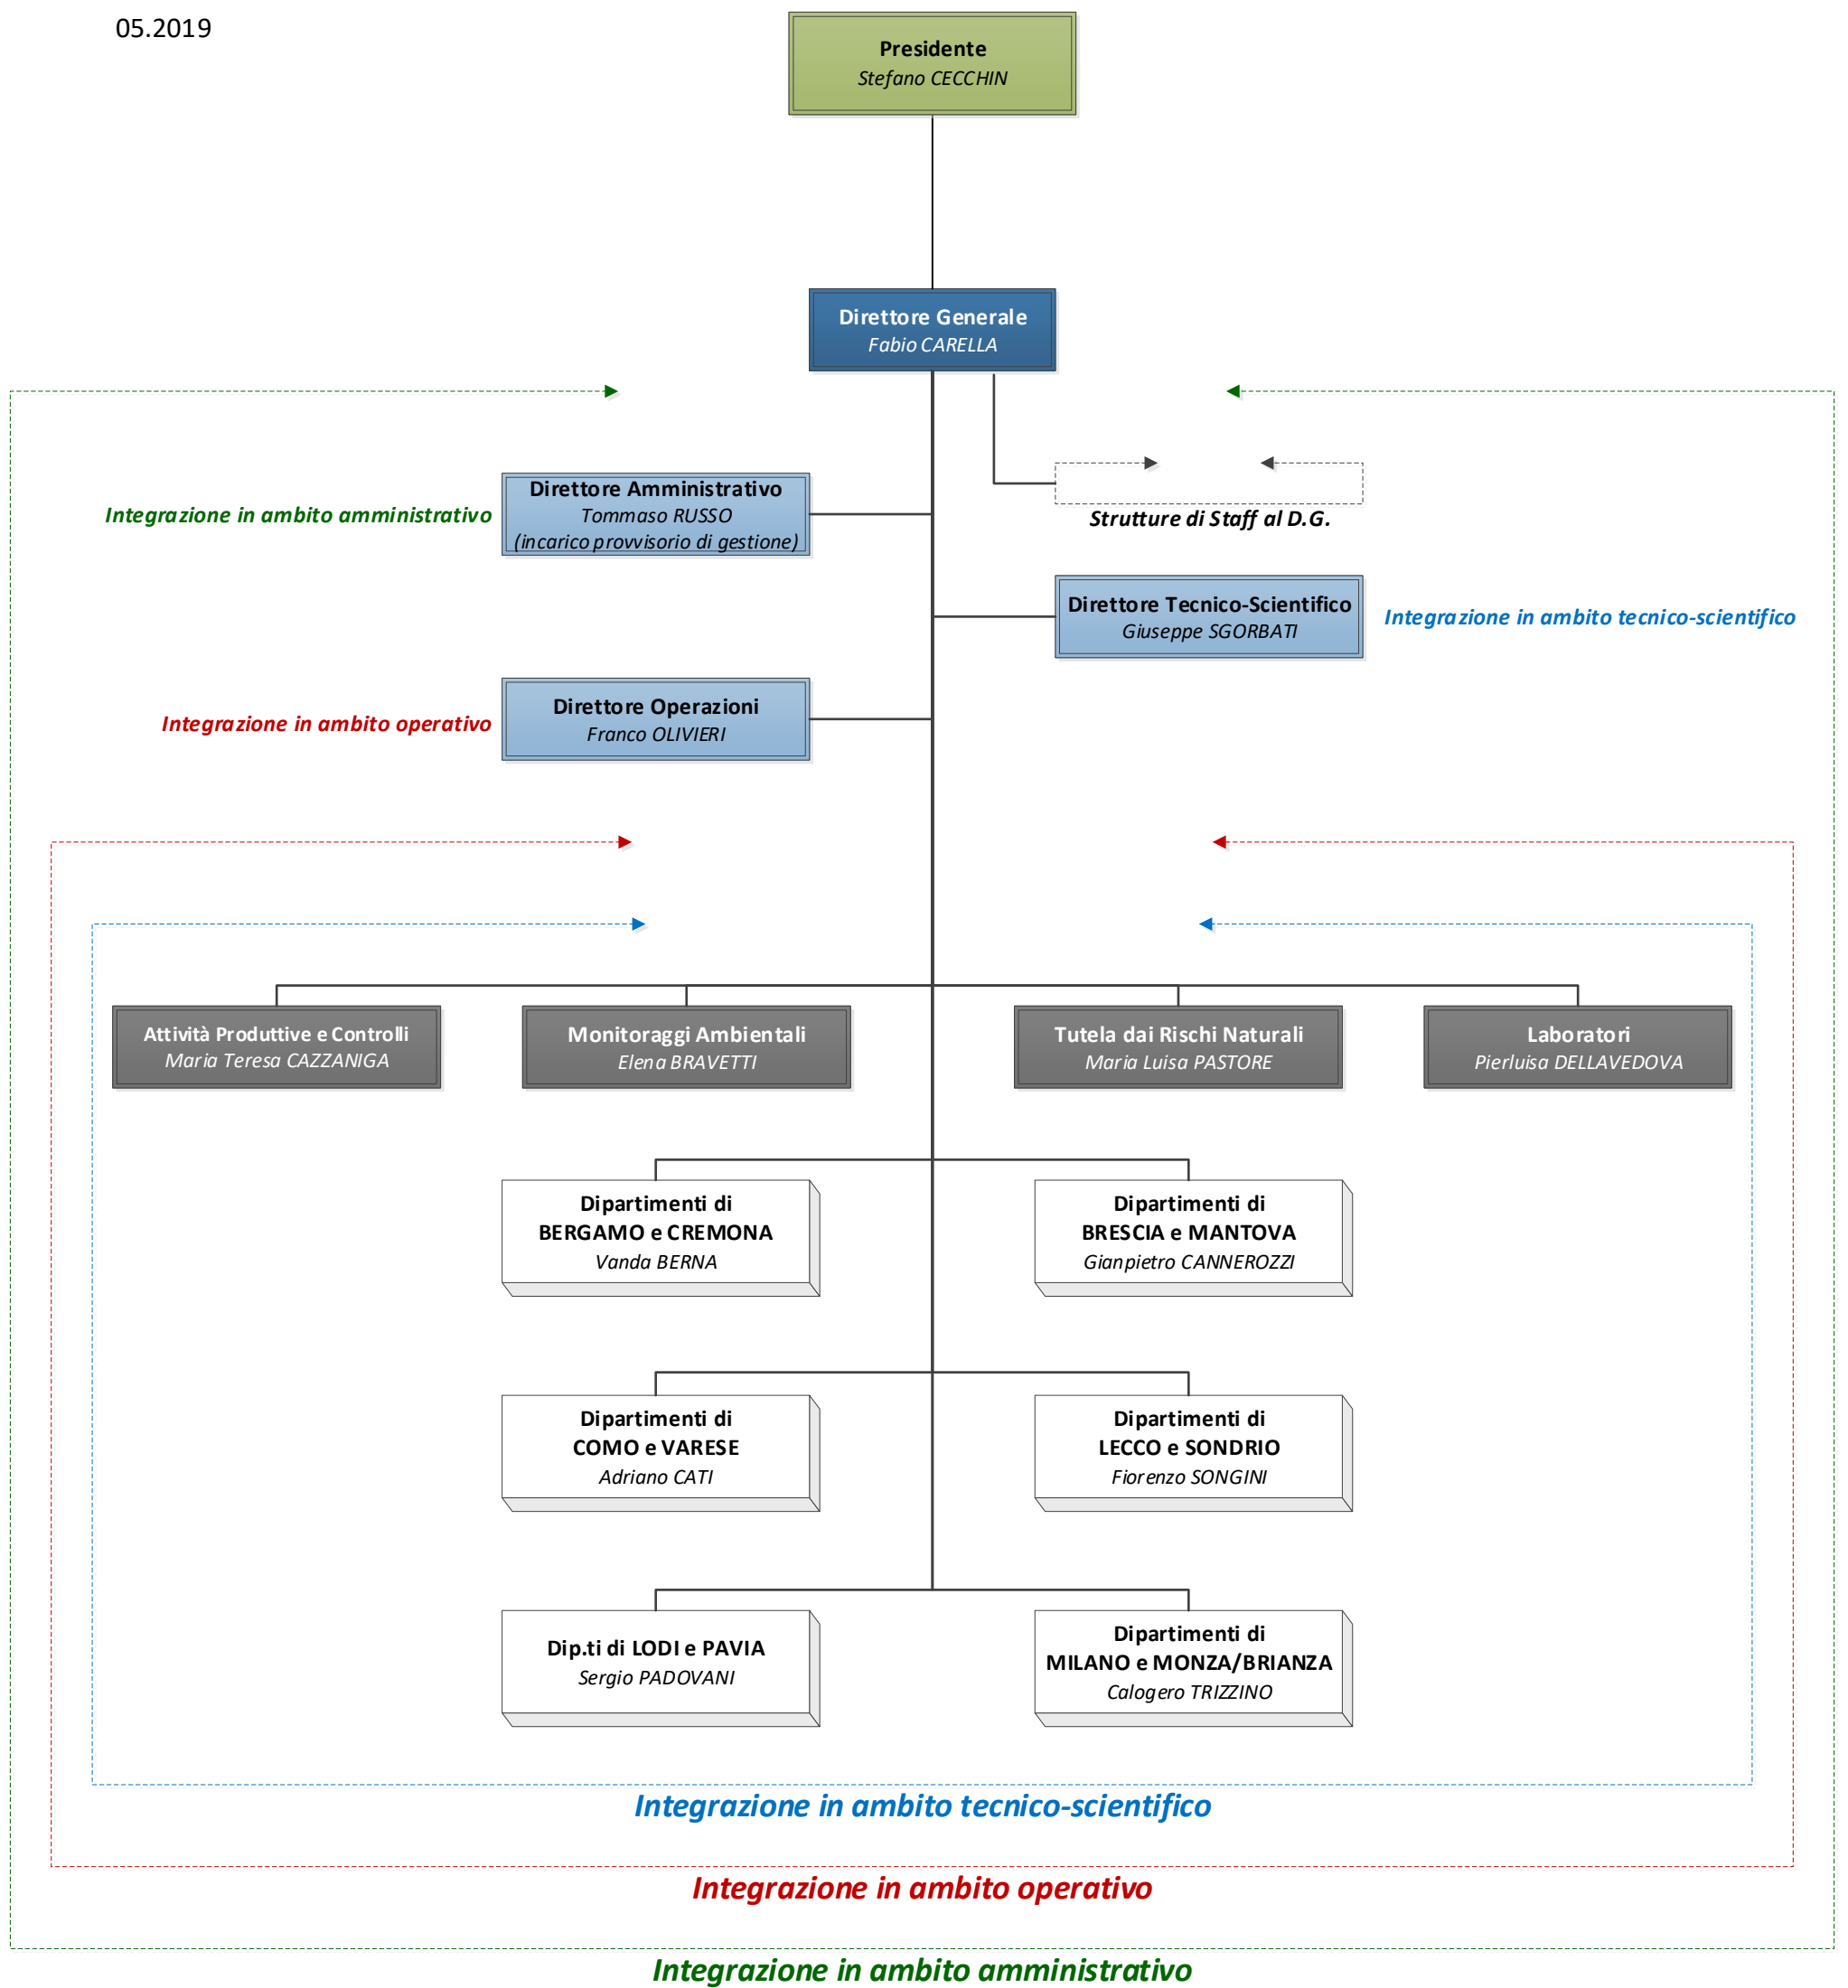 05.2019
Presidente
Stefano CECCHIN
Direttore Generale
Fabio CARELLA
Direttore Amministrativo
Tommaso RUSSO
(incarico provvisorio di gestione)
Integrazione in ambito amministrativo
Strutture di Staff al D.G.
Direttore Tecnico-Scientifico
Giuseppe SGORBATI
Integrazione in ambito tecnico-scientifico
Direttore Operazioni
Franco OLIVIERI
Integrazione in ambito operativo
Attività Produttive e Controlli
Maria Teresa CAZZANIGA
Monitoraggi Ambientali
Elena BRAVETTI
Tutela dai Rischi Naturali
Maria Luisa PASTORE
Laboratori
Pierluisa DELLAVEDOVA
Dipartimenti di
BERGAMO e CREMONA
Vanda BERNA
Dipartimenti di
BRESCIA e MANTOVA
Gianpietro CANNEROZZI
Dipartimenti di
COMO e VARESE
Adriano CATI
Dipartimenti di
LECCO e SONDRIO
Fiorenzo SONGINI
Dip.ti di LODI e PAVIA
Sergio PADOVANI
Dipartimenti di
MILANO e MONZA/BRIANZA
Calogero TRIZZINO
Integrazione in ambito tecnico-scientifico
Integrazione in ambito operativo
Integrazione in ambito amministrativo